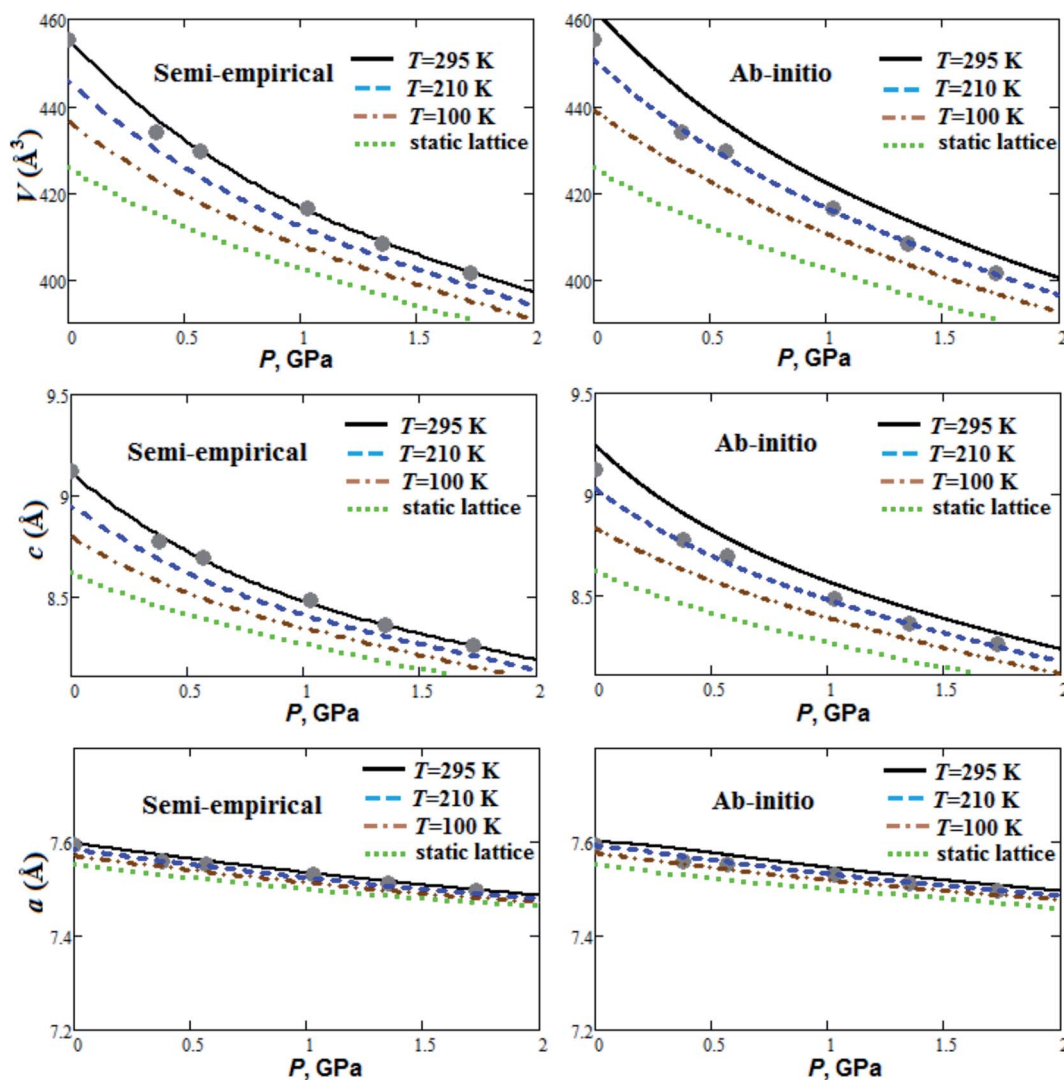 460
440
420
400
V (Å³)
Semi-empirical
T=295 K
T=210 K
T=100 K
static lattice
0
0.5
1
1.5
2
P, GPa
460
440
420
400
Ab-initio
T=295 K
T=210 K
T=100 K
static lattice
0
0.5
1
1.5
2
P, GPa
9.5
9
8.5
c (Å)
Semi-empirical
T=295 K
T=210 K
T=100 K
static lattice
0
0.5
1
1.5
2
P, GPa
9.5
9
8.5
Ab-initio
T=295 K
T=210 K
T=100 K
static lattice
0
0.5
1
1.5
2
P, GPa
7.6
7.4
7.2
a (Å)
Semi-empirical
T=295 K
T=210 K
T=100 K
static lattice
0
0.5
1
1.5
2
P, GPa
7.6
7.4
7.2
Ab-initio
T=295 K
T=210 K
T=100 K
static lattice
0
0.5
1
1.5
2
P, GPa